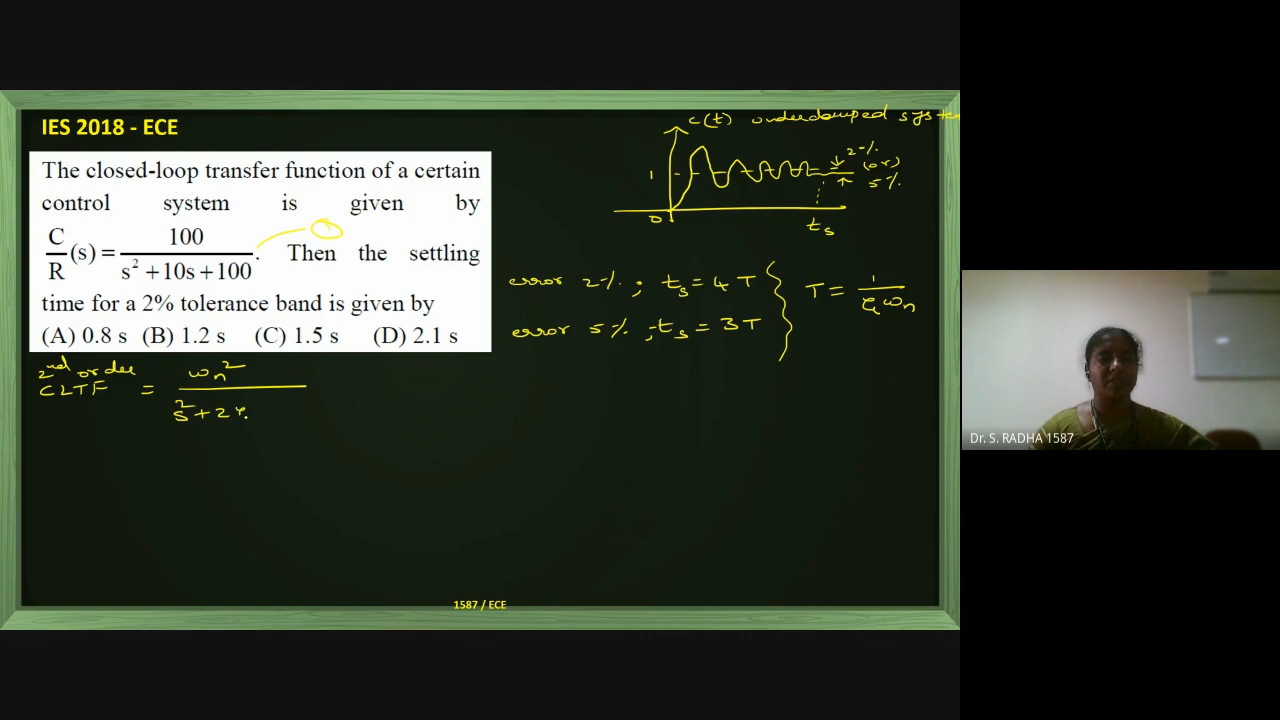 IES 2018 - ECE
The closed-loop transfer function of a certain
control system is given by
C/R (s) = 100 / (s² + 10s + 100) . Then the settling
time for a 2% tolerance band is given by
(A) 0.8 s (B) 1.2 s (C) 1.5 s (D) 2.1 s
1
c(t) underdamped system
2%
(or)
5%
1
0
ts
error 2% ; ts = 4T
error 5% ; ts = 3T
T = 1 / ξωn
2nd order
CLTF = ωn² / s² + 2ξ
1587 / ECE
Dr. S. RADHA 1587